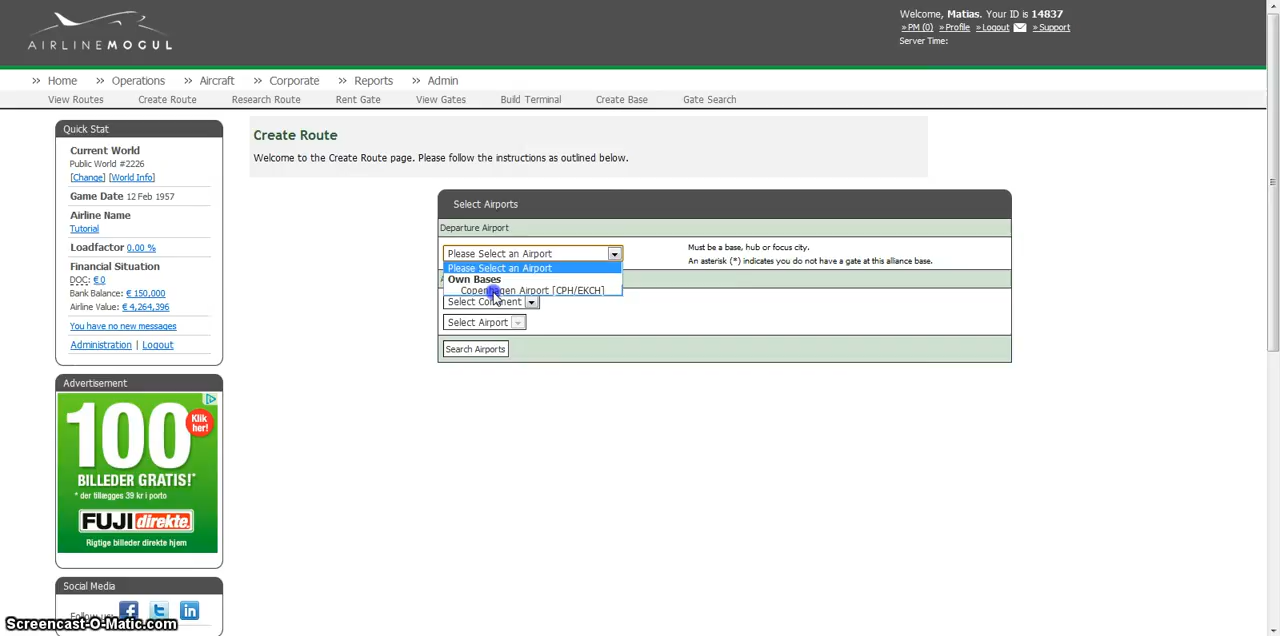 Welcome, Matias. Your ID is 14837
» PM (0) » Profile » Logout » Support
Server Time:
AIRLINEMOGUL
» Home » Operations » Aircraft » Corporate » Reports » Admin
View Routes Create Route Research Route Rent Gate View Gates Build Terminal Create Base Gate Search
Quick Stat
Current World
Public World #2226
[Change] [World Info]
Game Date 12 Feb 1957
Airline Name
Tutorial
Loadfactor 0.00 %
Financial Situation
DOC: € 0
Bank Balance: € 150,000
Airline Value: € 4,264,396
You have no new messages
Administration | Logout
Create Route
Welcome to the Create Route page. Please follow the instructions as outlined below.
Select Airports
Departure Airport
Please Select an Airport
Must be a base, hub or focus city.
An asterisk (*) indicates you do not have a gate at this alliance base.
Please Select an Airport
Own Bases
Copenhagen Airport [CPH/EKCH]
Select Airport
Search Airports
Advertisement
100
Klik her!
BILLEDER GRATIS!*
* der tillægges 39 kr i porto
FUJI direkte.
Rigtige billeder direkte hjem
Social Media
Follow us:
Screencast-O-Matic.com